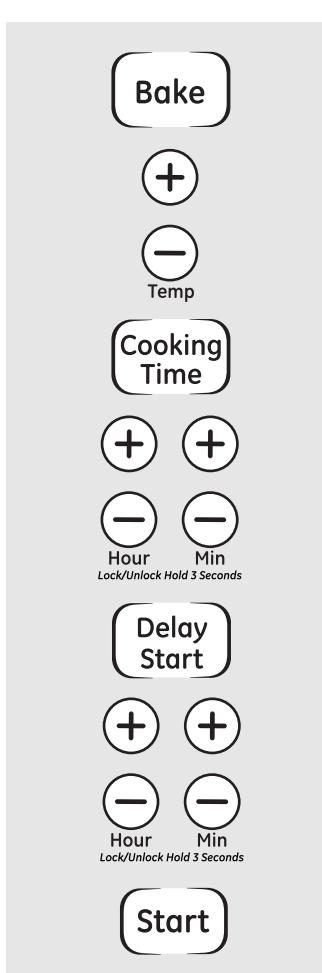 Bake
+
−
Temp
Cooking
Time
+ +
− −
Hour Min
Lock/Unlock Hold 3 Seconds
Delay
Start
+ +
− −
Hour Min
Lock/Unlock Hold 3 Seconds
Start